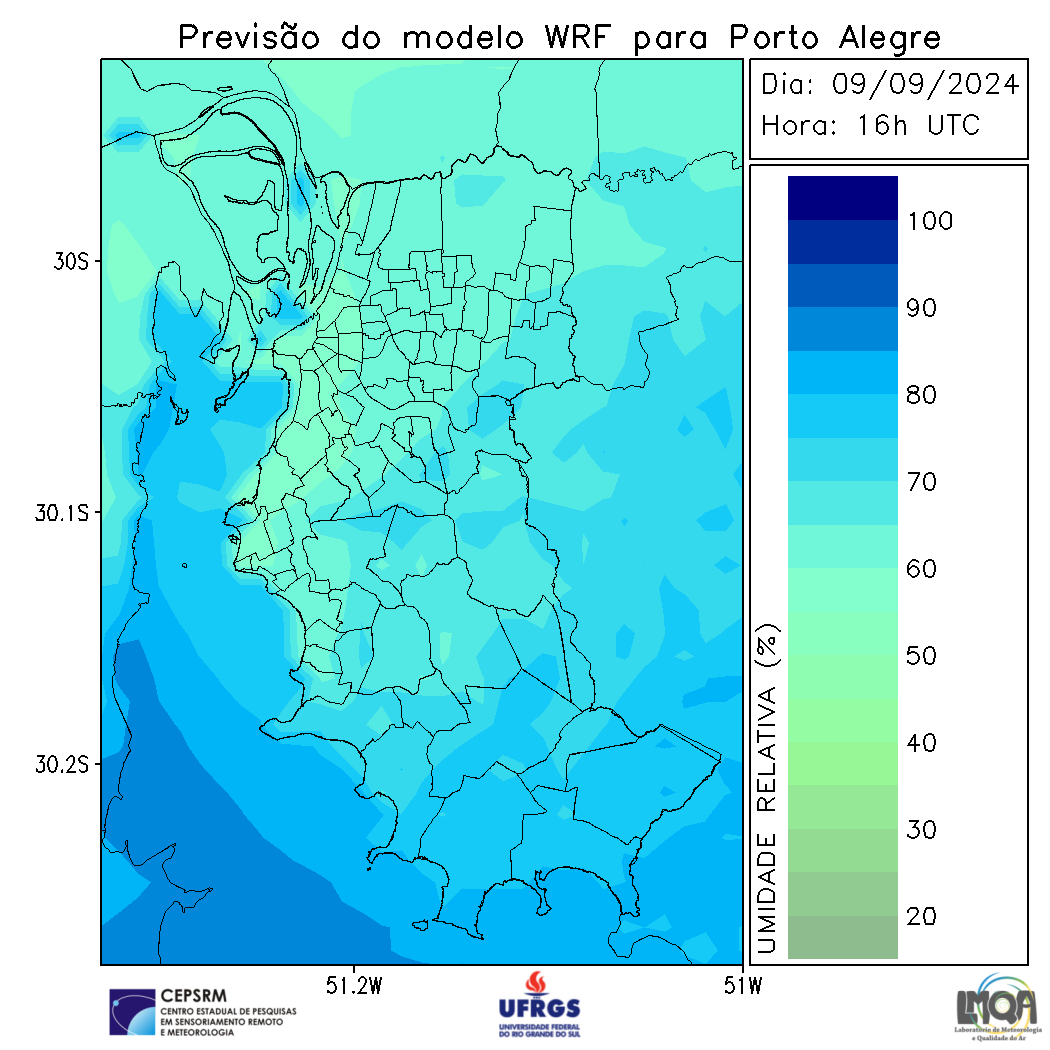 Previsão do modelo WRF para Porto Alegre
Dia: 09/09/2024
Hora: 16h UTC
30S
30.1S
30.2S
51.2W
51W
100
90
80
70
60
50
40
30
20
UMIDADE RELATIVA (%)
CEPSRM
CENTRO ESTADUAL DE PESQUISAS
EM SENSORIAMENTO REMOTO
E METEOROLOGIA
UFRGS
UNIVERSIDADE FEDERAL
DO RIO GRANDE DO SUL
LMQA
Laboratório de Meteorologia
e Qualidade do Ar